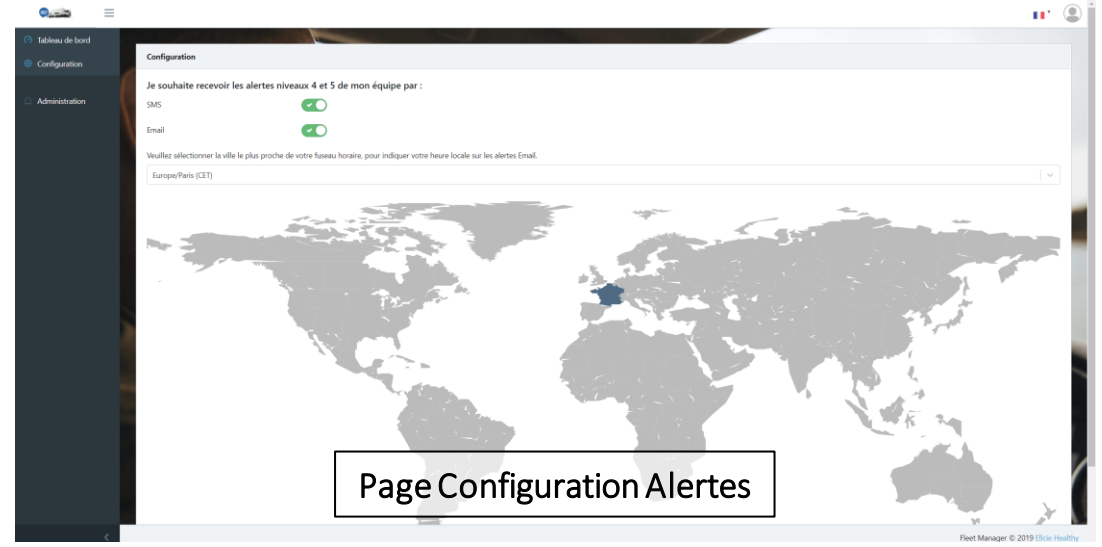 Tableau de bord
Configuration
Administration
Configuration
Je souhaite recevoir les alertes niveaux 4 et 5 de mon équipe par :
SMS
Email
Veuillez sélectionner la ville le plus proche de votre fuseau horaire, pour indiquer votre heure locale sur les alertes Email.
Europe/Paris (CET)
Page Configuration Alertes
Fleet Manager © 2019 Ellcie Healthy